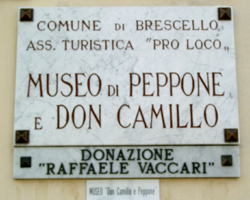 COMUNE DI BRESCELLO
ASS. TURISTICA "PRO LOCO„
MUSEO DI PEPPONE
E DON CAMILLO
DONAZIONE
"RAFFAELE VACCARI"
MUSEO "Don Camillo e Peppone"